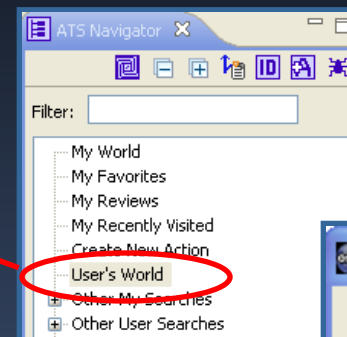 ATS Navigator
ID
Filter:
My World
My Favorites
My Reviews
My Recently Visited
Create New Action
User's World
Other My Searches
Other User Searches